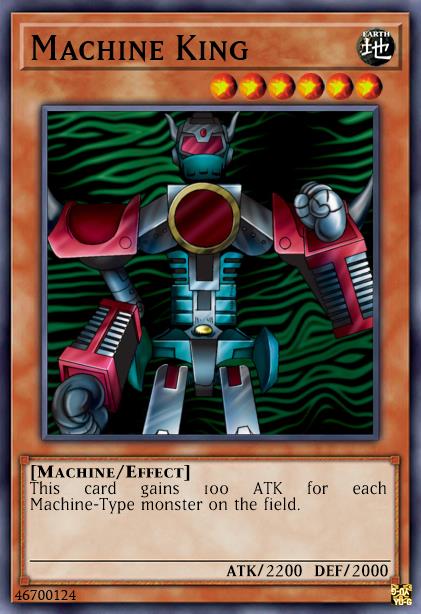 Machine King
EARTH
地
[Machine/Effect]
This card gains 100 ATK for each
Machine-Type monster on the field.
ATK/2200 DEF/2000
46700124